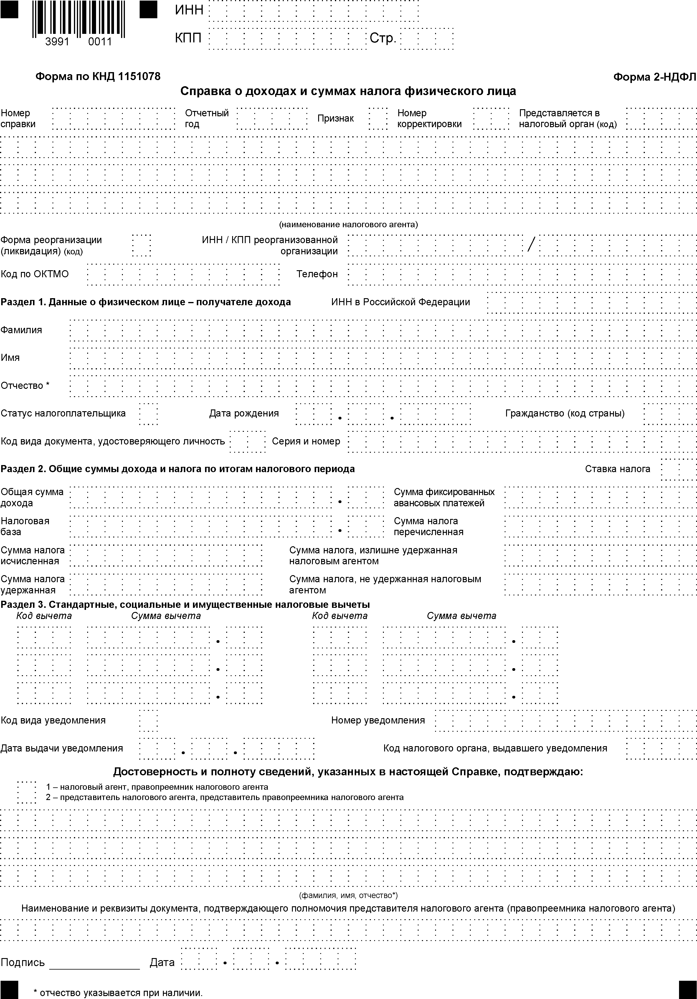 ИНН
3991 0011
КПП Стр.
Форма по КНД 1151078 Форма 2-НДФЛ
Справка о доходах и суммах налога физического лица
Номер Отчетный Признак Номер Представляется в
справки год корректировки налоговый орган (код)
(наименование налогового агента)
Форма реорганизации ИНН / КПП реорганизованной
(ликвидация) (код) организации /
Код по ОКТМО Телефон
Раздел 1. Данные о физическом лице – получателе дохода ИНН в Российской Федерации
Фамилия
Имя
Отчество *
Статус налогоплательщика Дата рождения . . Гражданство (код страны)
Код вида документа, удостоверяющего личность Серия и номер
Раздел 2. Общие суммы дохода и налога по итогам налогового периода Ставка налога
Общая сумма Сумма фиксированных
дохода . авансовых платежей
Налоговая Сумма налога
база . перечисленная
Сумма налога Сумма налога, излишне удержанная
исчисленная налоговым агентом
Сумма налога Сумма налога, не удержанная налоговым
удержанная агентом
Раздел 3. Стандартные, социальные и имущественные налоговые вычеты
Код вычета Сумма вычета Код вычета Сумма вычета
. .
. .
. .
Код вида уведомления Номер уведомления
Дата выдачи уведомления . . Код налогового органа, выдавшего уведомления
Достоверность и полноту сведений, указанных в настоящей Справке, подтверждаю:
1 – налоговый агент, правопреемник налогового агента
2 – представитель налогового агента, представитель правопреемника налогового агента
(фамилия, имя, отчество*)
Наименование и реквизиты документа, подтверждающего полномочия представителя налогового агента (правопреемника налогового агента)
Подпись Дата . .
* отчество указывается при наличии.